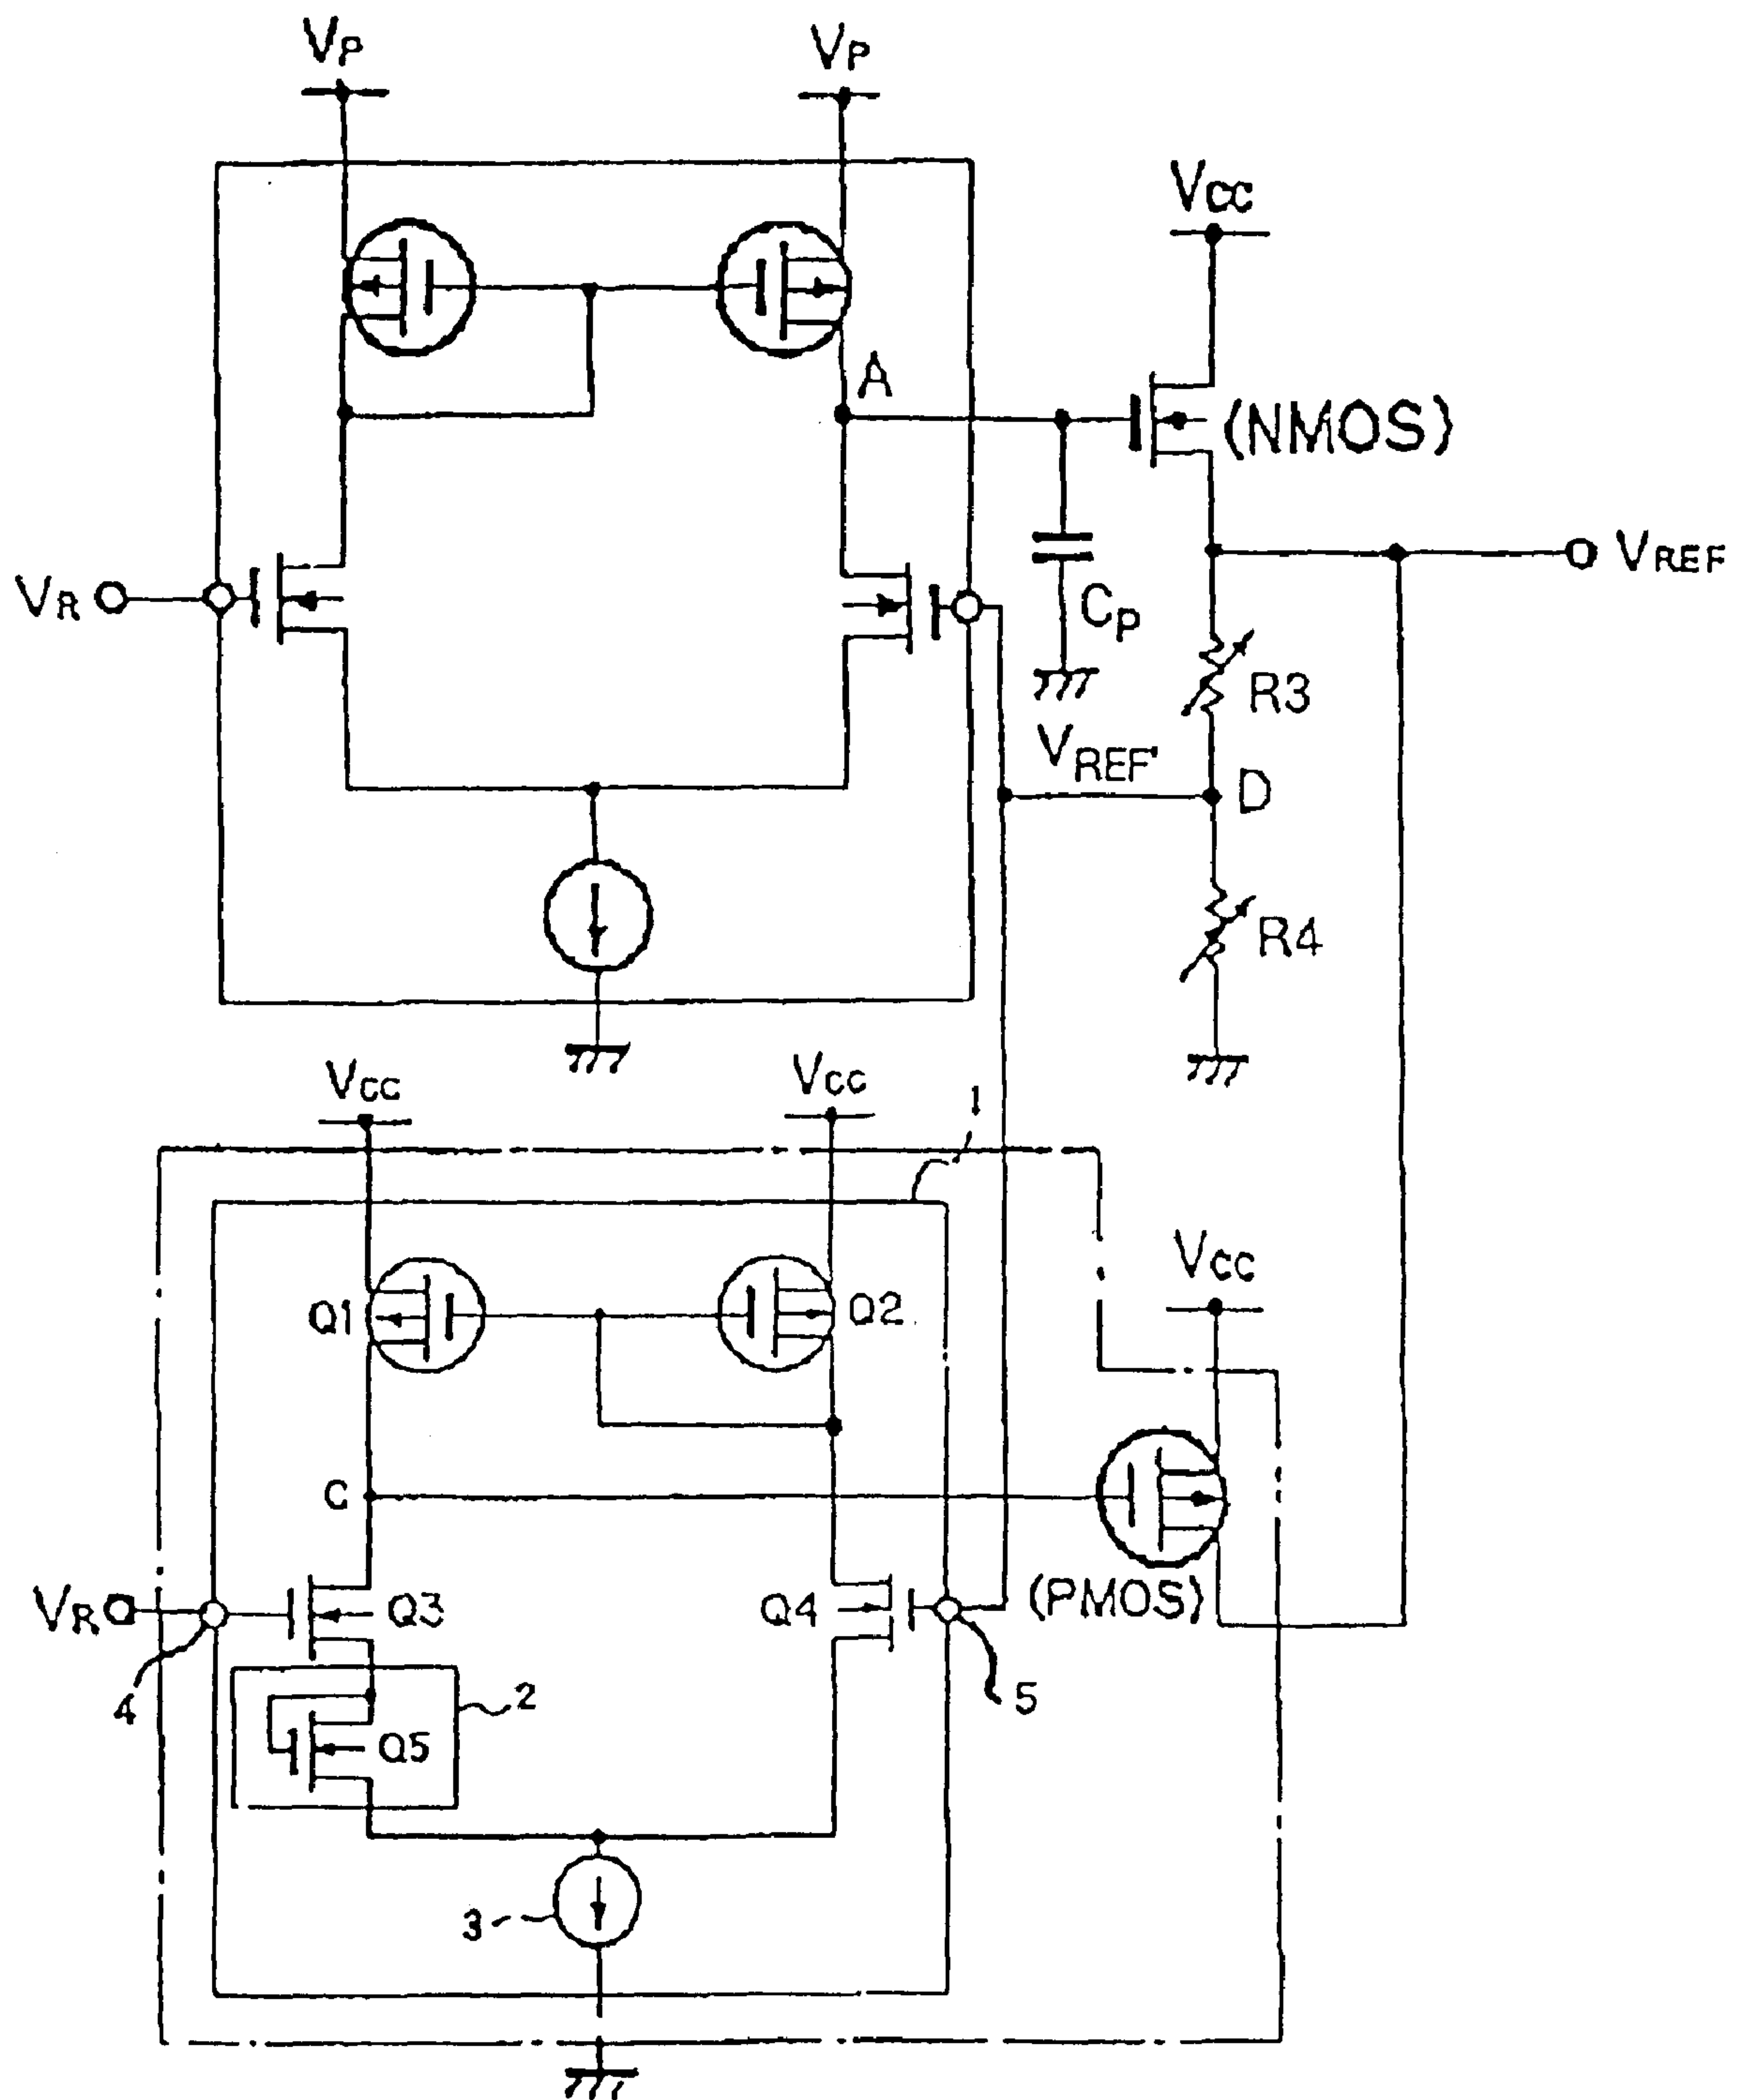 VP
VP
VCC
A
(NMOS)
VR
VREF
CP
R3
VREF'
D
R4
VCC
VCC
1
VCC
Q1
Q2
C
VR
Q3
Q4
(PMOS)
4
2
5
Q5
3